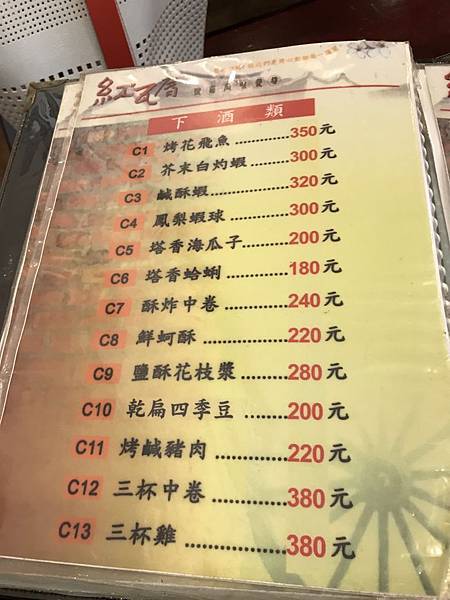 紅瓦厝
下酒類
C1 烤花飛魚..............350元
C2 芥末白灼蝦..........300元
C3 鹹酥蝦..................320元
C4 鳳梨蝦球..............300元
C5 塔香海瓜子..........200元
C6 塔香蛤蜊..............180元
C7 酥炸中卷..............240元
C8 鮮蚵酥..................220元
C9 鹽酥花枝漿..........280元
C10 乾扁四季豆........200元
C11 烤鹹豬肉............220元
C12 三杯中卷............380元
C13 三杯雞................380元